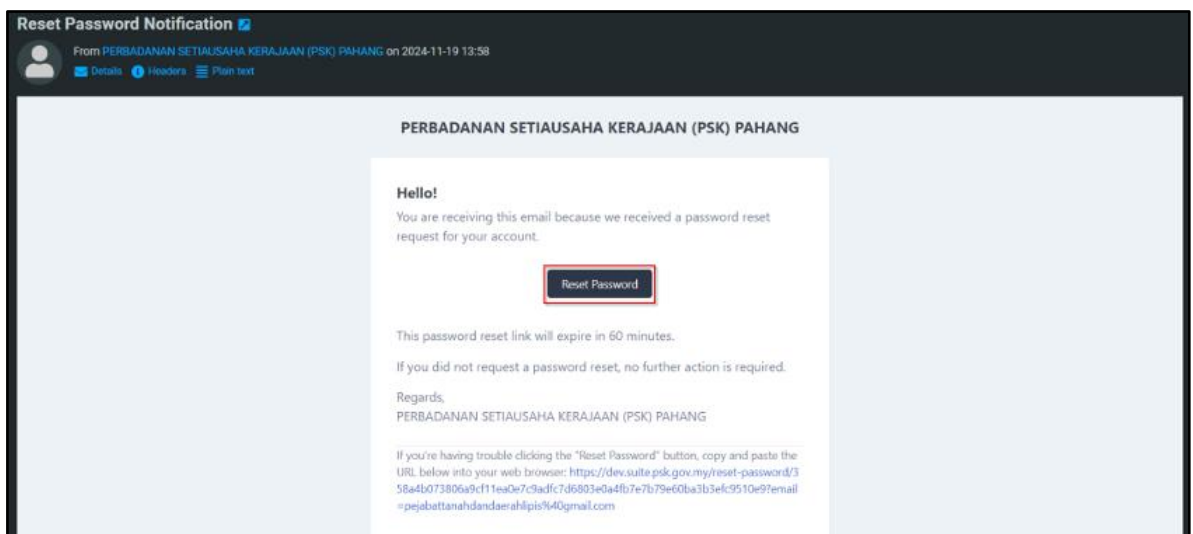 Reset Password Notification
From PERBADANAN SETIAUSAHA KERAJAAN (PSK) PAHANG on 2024-11-19 13:58
Details Headers Plain text
PERBADANAN SETIAUSAHA KERAJAAN (PSK) PAHANG
Hello!
You are receiving this email because we received a password reset
request for your account.
Reset Password
This password reset link will expire in 60 minutes.
If you did not request a password reset, no further action is required.
Regards,
PERBADANAN SETIAUSAHA KERAJAAN (PSK) PAHANG
If you're having trouble clicking the "Reset Password" button, copy and paste the
URL below into your web browser: https://dev.suite.psk.gov.my/reset-password/3
58a4b073806a9cf11ea0e7c9adfc7d6803e0a4fb7e7b79e60ba3b3efc9510e9?email
=pejabattanahdandaerahlipis%40gmail.com